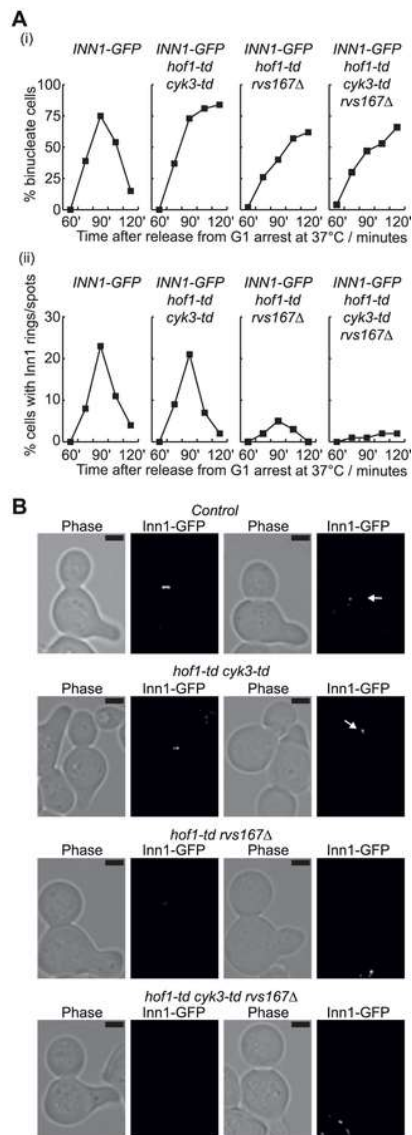 A
(i)
INN1-GFP
INN1-GFP
hof1-td
cyk3-td
INN1-GFP
hof1-td
rvs167Δ
INN1-GFP
hof1-td
cyk3-td
rvs167Δ
% binucleate cells
100
75
50
25
0
60' 90' 120' 60' 90' 120' 60' 90' 120' 60' 90' 120'
Time after release from G1 arrest at 37°C / minutes
(ii)
INN1-GFP
INN1-GFP
hof1-td
cyk3-td
INN1-GFP
hof1-td
rvs167Δ
INN1-GFP
hof1-td
cyk3-td
rvs167Δ
% cells with Inn1 rings/spots
30
20
10
0
60' 90' 120' 60' 90' 120' 60' 90' 120' 60' 90' 120'
Time after release from G1 arrest at 37°C / minutes
B
Control
Phase Inn1-GFP Phase Inn1-GFP
hof1-td cyk3-td
Phase Inn1-GFP Phase Inn1-GFP
hof1-td rvs167Δ
Phase Inn1-GFP Phase Inn1-GFP
hof1-td cyk3-td rvs167Δ
Phase Inn1-GFP Phase Inn1-GFP